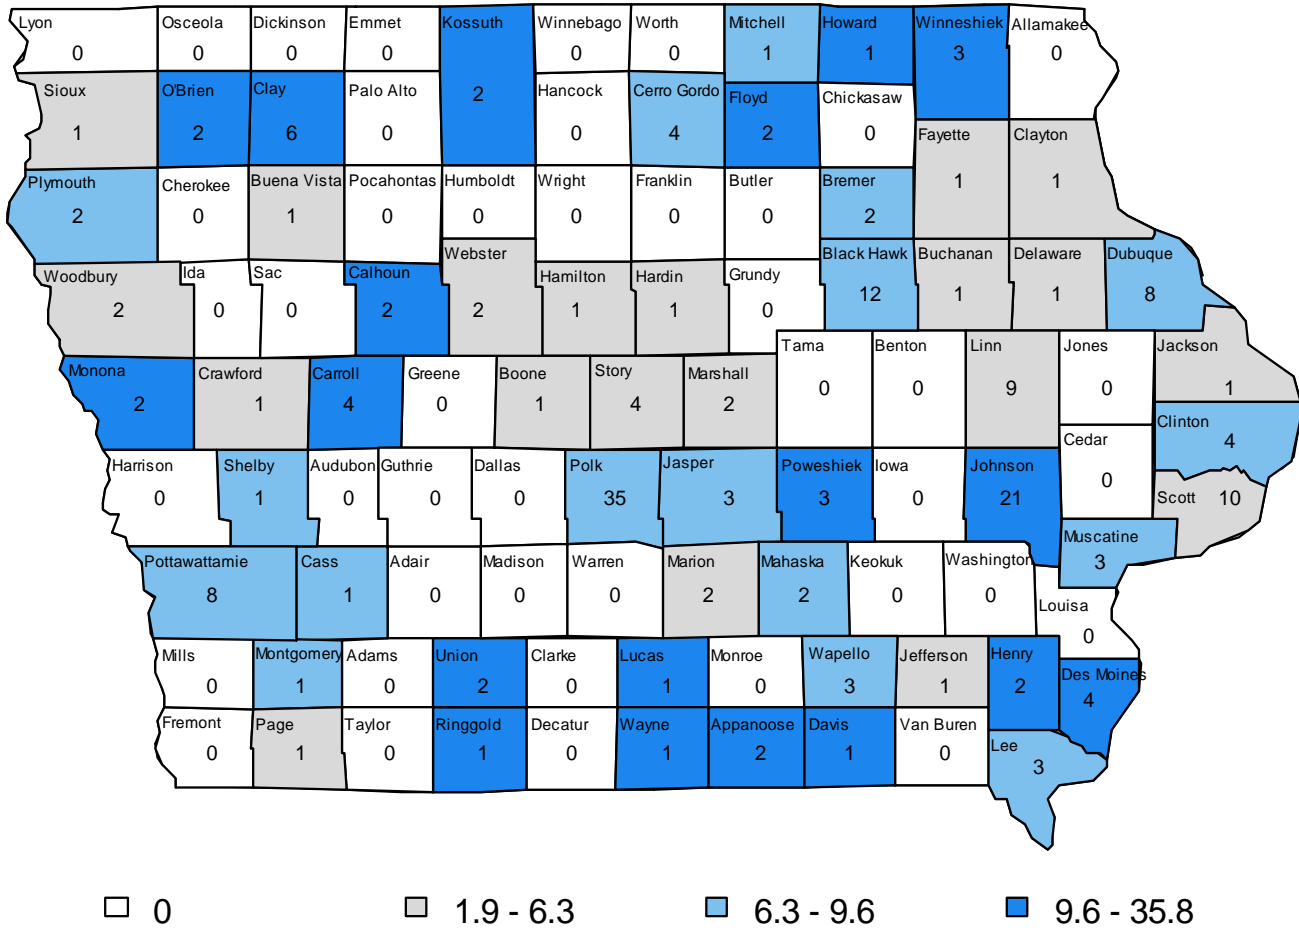 Lyon Osceola Dickinson Emmet Kossuth Winnebago Worth Mitchell Howard Winneshiek Allamakee
0 0 0 0 0 0 1 1 3 0
Sioux O'Brien Clay Palo Alto 2 Hancock Cerro Gordo Floyd Chickasaw
1 2 6 0 0 4 2 0
Fayette Clayton
1 1
Plymouth Cherokee Buena Vista Pocahontas Humboldt Wright Franklin Butler Bremer
2 0 1 0 0 0 0 0 2
Woodbury Ida Sac Calhoun Webster Hamilton Hardin Grundy Black Hawk Buchanan Delaware Dubuque
2 0 0 2 2 1 1 0 12 1 1 8
Monona Crawford Carroll Greene Boone Story Marshall Tama Benton Linn Jones Jackson
2 1 4 0 1 4 2 0 0 9 0 1
Clinton
4
Harrison Shelby Audubon Guthrie Dallas Polk Jasper Poweshiek Iowa Johnson Cedar
0 1 0 0 0 35 3 3 0 21 0
Scott 10
Pottawattamie Cass Adair Madison Warren Marion Mahaska Keokuk Washington Muscatine
8 1 0 0 0 2 2 0 0 3
Louisa
0
Mills Montgomery Adams Union Clarke Lucas Monroe Wapello Jefferson Henry Des Moines
0 1 0 2 0 1 0 3 1 2 4
Fremont Page Taylor Ringgold Decatur Wayne Appanoose Davis Van Buren Lee
0 1 0 1 0 1 2 1 0 3
0 1.9 - 6.3 6.3 - 9.6 9.6 - 35.8